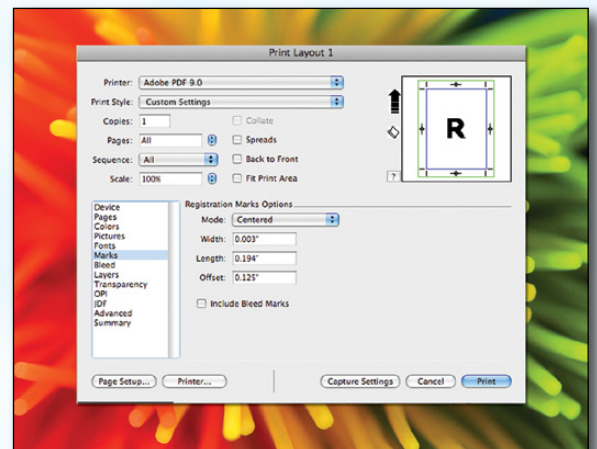 Print Layout 1
Printer: Adobe PDF 9.0
Print Style: Custom Settings
Copies: 1 Collate
Pages: All Spreads
Sequence: All Back to Front
Scale: 100% Fit Print Area
R
?
Device
Pages
Colors
Pictures
Fonts
Marks
Bleed
Layers
Transparency
OPI
JDF
Advanced
Summary
Registration Marks Options
Mode: Centered
Width: 0.003"
Length: 0.194"
Offset: 0.125"
Include Bleed Marks
Page Setup... Printer... Capture Settings Cancel Print